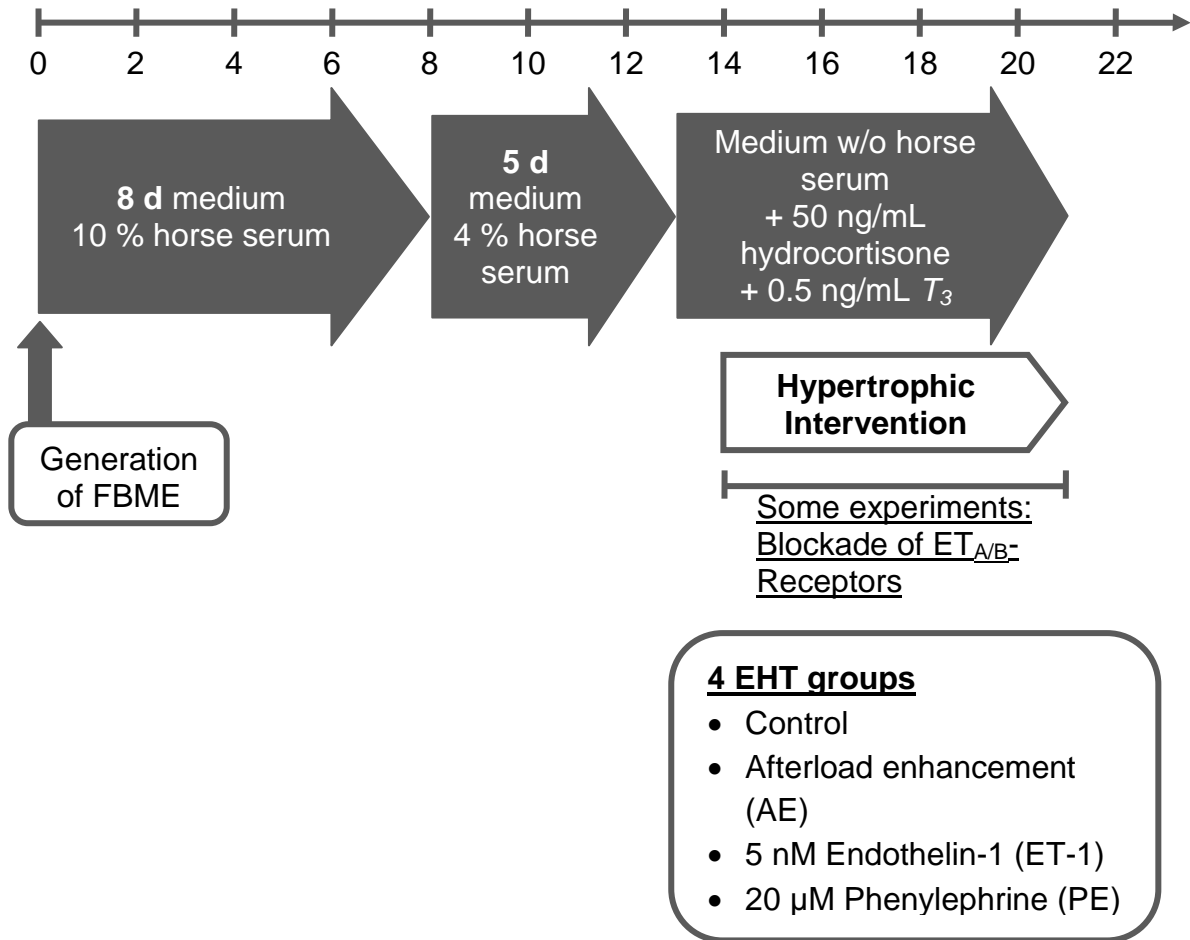 0 2 4 6 8 10 12 14 16 18 20 22
8 d medium
10 % horse serum
5 d
medium
4 % horse
serum
Medium w/o horse
serum
+ 50 ng/mL
hydrocortisone
+ 0.5 ng/mL T3
Generation
of FBME
Hypertrophic
Intervention
Some experiments:
Blockade of ETA/B-
Receptors
4 EHT groups
• Control
• Afterload enhancement
(AE)
• 5 nM Endothelin-1 (ET-1)
• 20 µM Phenylephrine (PE)